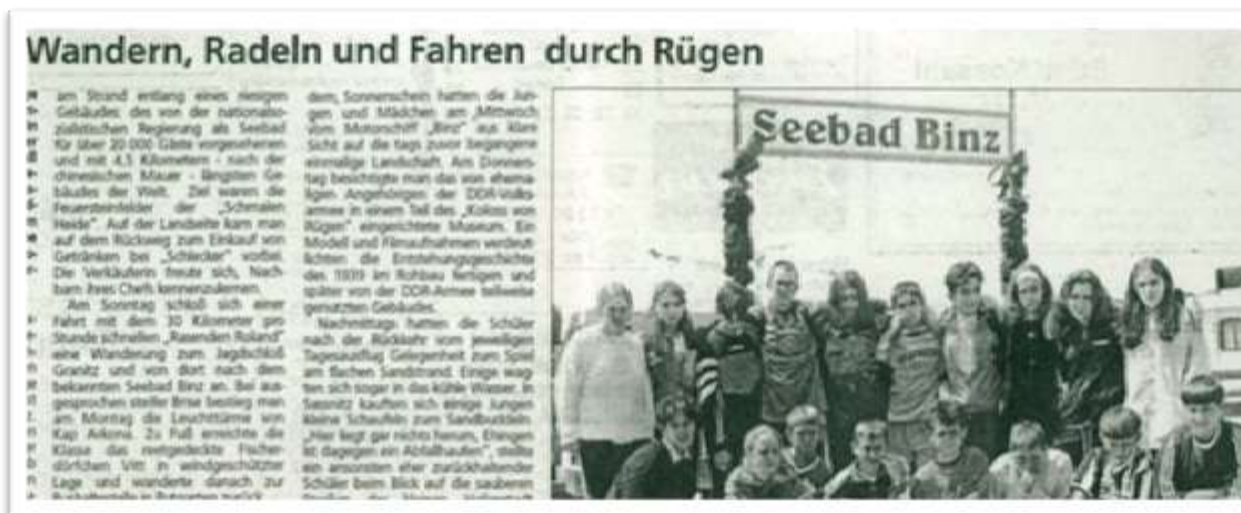 Wandern, Radeln und Fahren durch Rügen
am Strand entlang eines riesigen
Gebäudes des von der nationalso-
zialistischen Regierung als Seebad
für über 20 000 Gäste vorgesehenen
und mit 4,5 Kilometern - nach der
chinesischen Mauer - längsten Ge-
bäudes der Welt. Ziel waren die
Feuersteinfelder der „Schmalen
Heide". Auf der Landseite kam man
auf dem Rückweg zum Einkauf von
Getränken bei „Schlecker" vorbei.
Die Verkäuferin freute sich, Nach-
barn ihres Chefs kennenzulernen.
Am Sonntag schloß sich einer
Fahrt mit dem 30 Kilometer pro
Stunde schnellen „Rasenden Roland"
eine Wanderung zum Jagdschloß
Granitz und von dort nach dem
bekannten Seebad Binz an. Bei aus-
gesprochen steifer Brise bestieg man
am Montag die Leuchttürme von
Kap Arkona. Zu Fuß erreichte die
Klasse das reetgedeckte Fischer-
dörfchen Vitt in windgeschützter
Lage und wanderte danach zur
Bushaltestelle in Putgarten zurück.
dem, Sonnenschein hatten die Jun-
gen und Mädchen am „Mittwoch
vom Motorschiff „Binz" aus klare
Sicht auf die tags zuvor begangene
einmalige Landschaft. Am Donners-
tag besichtigte man das von ehema-
ligen Angehörigen der DDR-Volks-
armee in einem Teil des „Koloss von
Rügen" eingerichtete Museum. Ein
Modell und Filmaufnahmen verdeut-
lichten die Entstehungsgeschichte
des 1939 im Rohbau fertigen und
später von der DDR-Armee teilweise
genutzten Gebäudes.
Nachmittags hatten die Schüler
nach der Rückkehr vom jeweiligen
Tagesausflug Gelegenheit zum Spiel
am flachen Sandstrand. Einige wag-
ten sich sogar in das kühle Wasser. In
Sassnitz kauften sich einige Jungen
kleine Schaufeln zum Sandbuddeln.
„Hier liegt gar nichts herum, Ehingen
ist dagegen ein Abfallhaufen", stellte
ein ansonsten eher zurückhaltender
Schüler beim Blick auf die sauberen
Straßen der
Seebad Binz